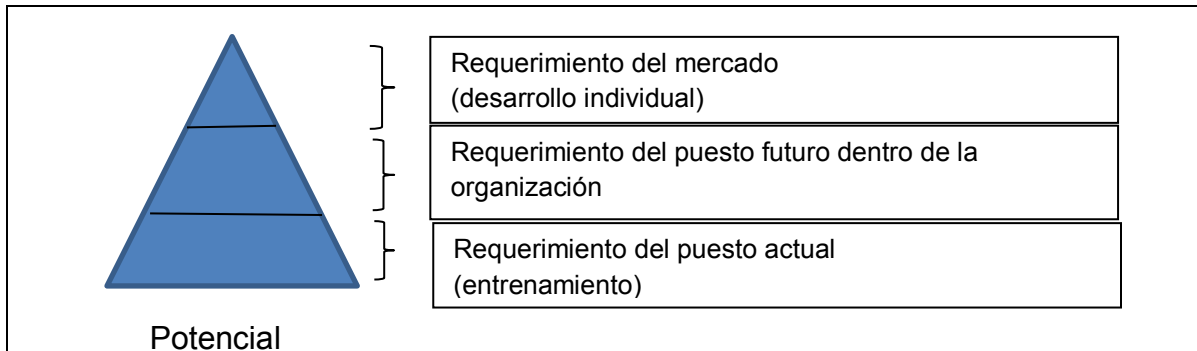 Requerimiento del mercado
(desarrollo individual)
Requerimiento del puesto futuro dentro de la
organización
Requerimiento del puesto actual
(entrenamiento)
Potencial